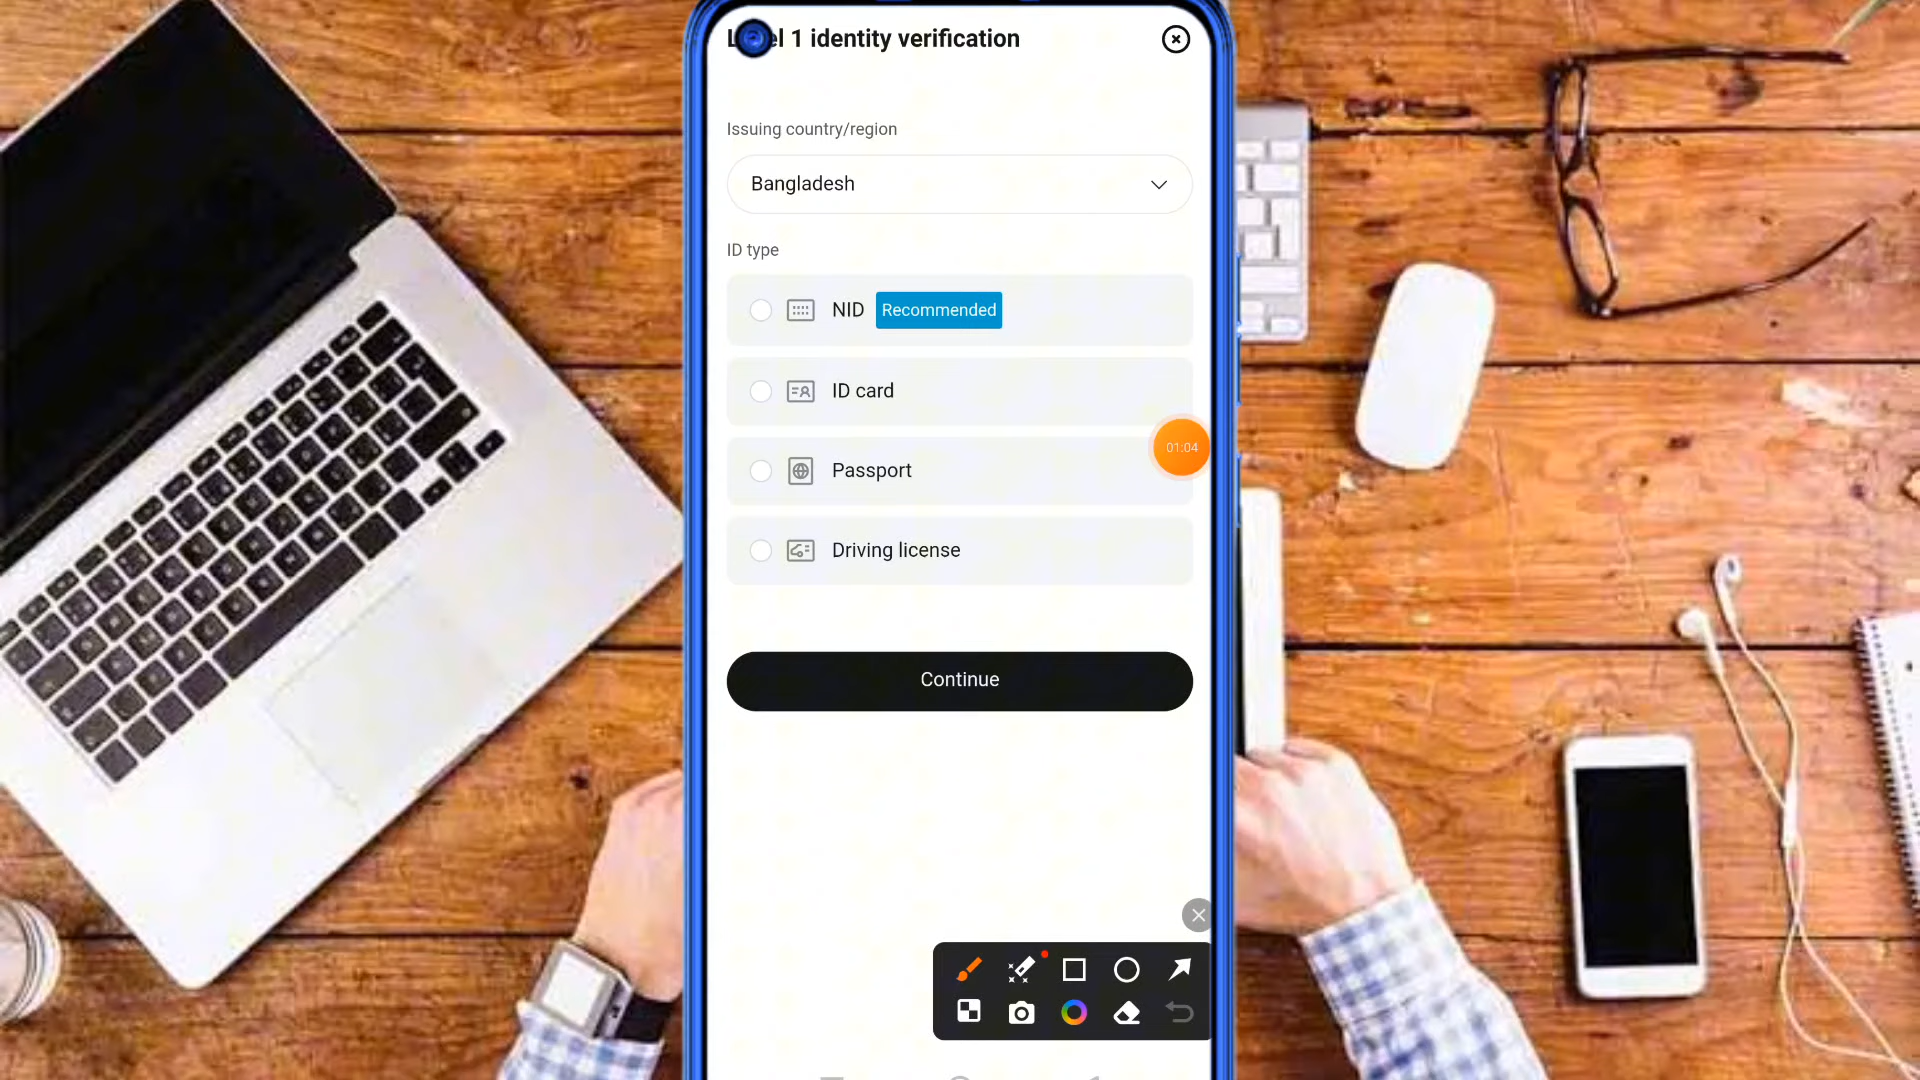 1 identity verification
Issuing country/region
Bangladesh
ID type
NID Recommended
ID card
01:04
Passport
Driving license
Continue